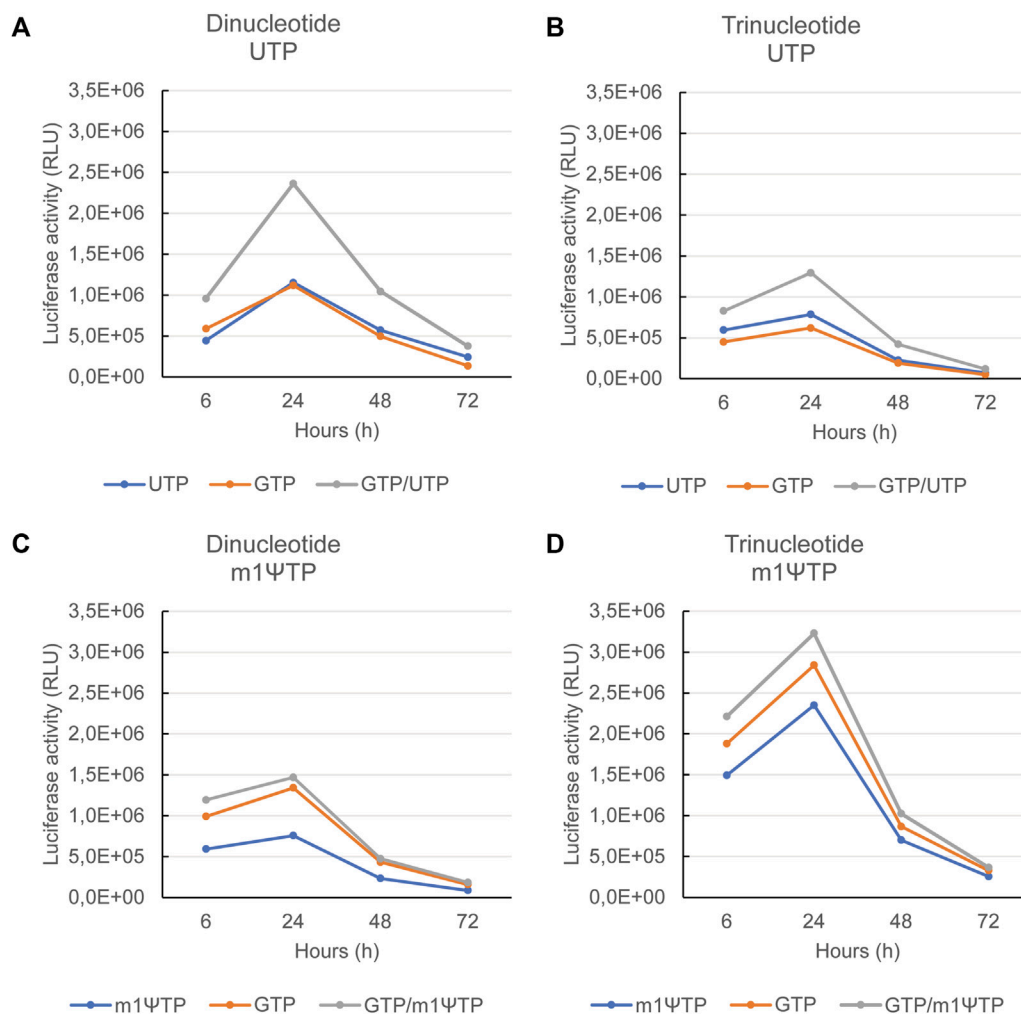 A
Dinucleotide
UTP
Luciferase activity (RLU)
3,5E+06
3,0E+06
2,5E+06
2,0E+06
1,5E+06
1,0E+06
5,0E+05
0,0E+00
6 24 48 72
Hours (h)
UTP GTP GTP/UTP
B
Trinucleotide
UTP
Luciferase activity (RLU)
3,5E+06
3,0E+06
2,5E+06
2,0E+06
1,5E+06
1,0E+06
5,0E+05
0,0E+00
6 24 48 72
Hours (h)
UTP GTP GTP/UTP
C
Dinucleotide
m1ΨTP
Luciferase activity (RLU)
3,5E+06
3,0E+06
2,5E+06
2,0E+06
1,5E+06
1,0E+06
5,0E+05
0,0E+00
6 24 48 72
Hours (h)
m1ΨTP GTP GTP/m1ΨTP
D
Trinucleotide
m1ΨTP
Luciferase activity (RLU)
3,5E+06
3,0E+06
2,5E+06
2,0E+06
1,5E+06
1,0E+06
5,0E+05
0,0E+00
6 24 48 72
Hours (h)
m1ΨTP GTP GTP/m1ΨTP